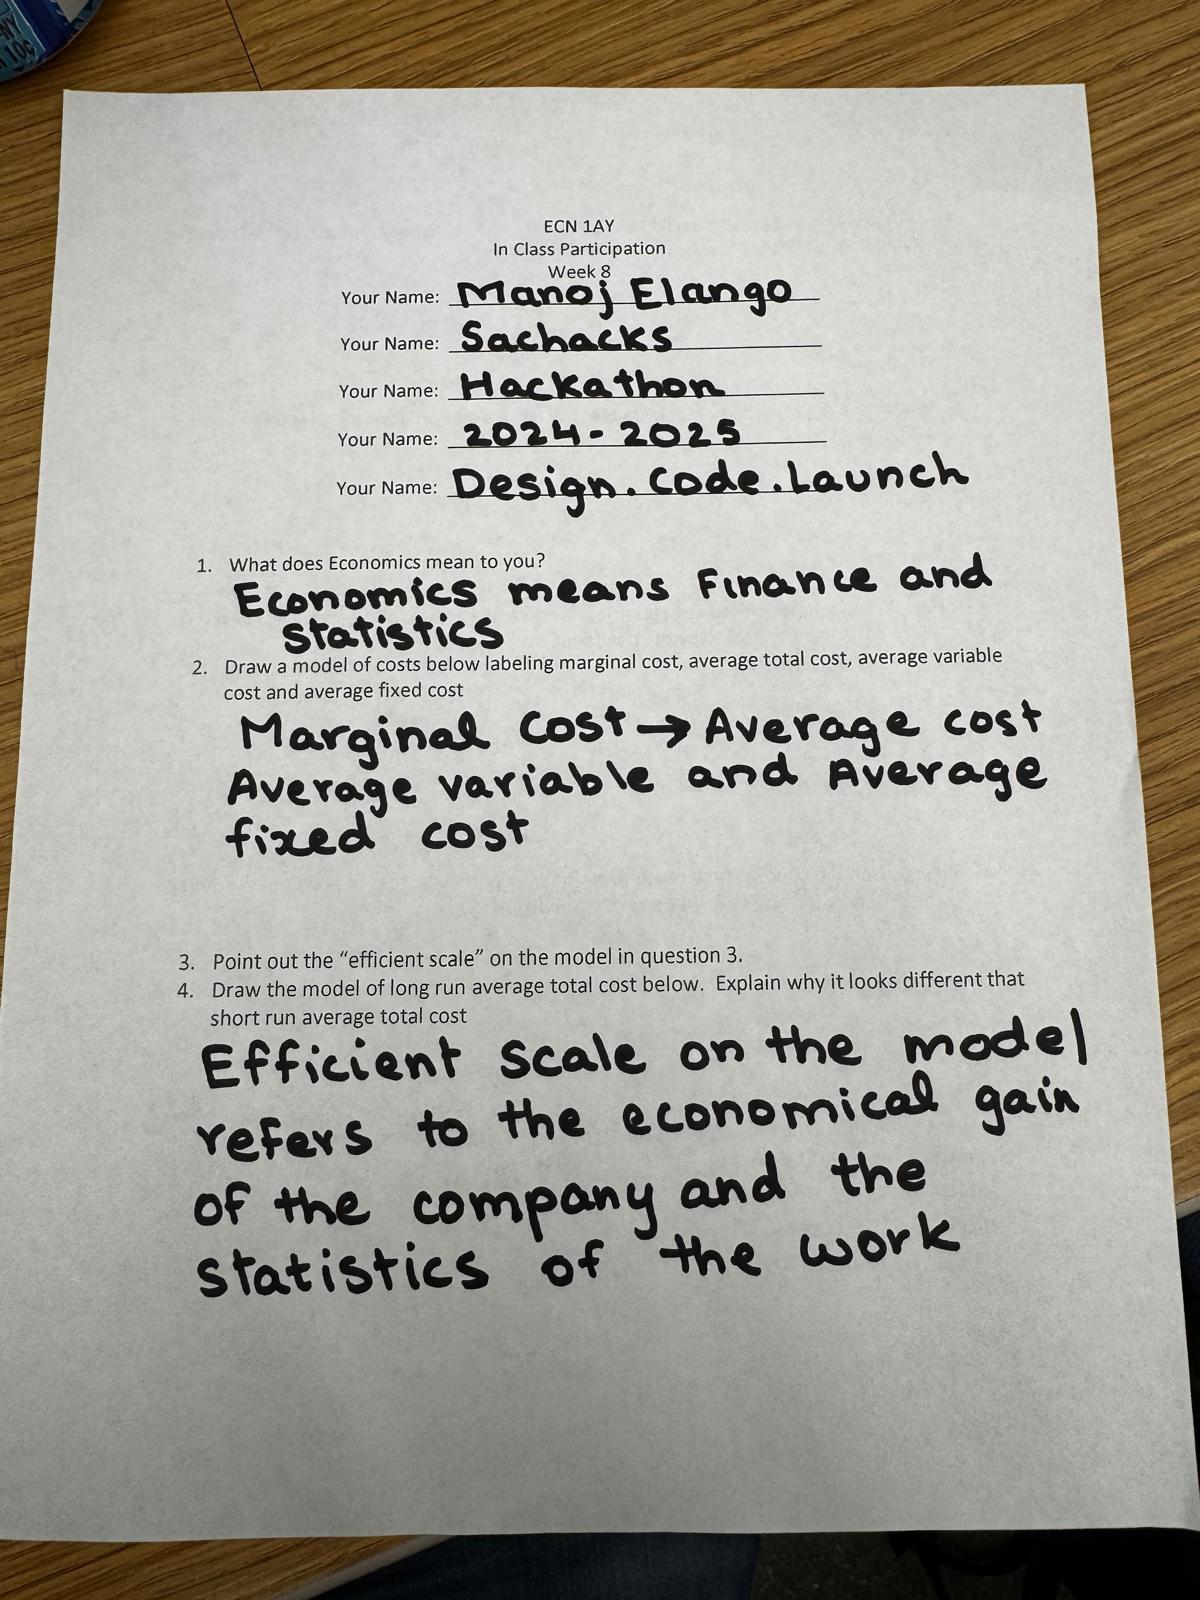 ECN 1AY
In Class Participation
Week 8
Your Name: Manoj Elango
Your Name: Sachacks
Your Name: Hackathon
Your Name: 2024-2025
Your Name: Design.Code.Launch
1. What does Economics mean to you?
Economics means Finance and
statistics
2. Draw a model of costs below labeling marginal cost, average total cost, average variable
cost and average fixed cost
Marginal Cost → Average cost
Average variable and Average
fixed cost
3. Point out the “efficient scale” on the model in question 3.
4. Draw the model of long run average total cost below. Explain why it looks different that
short run average total cost
Efficient Scale on the model
refers to the economical gain
of the company and the
statistics of the work